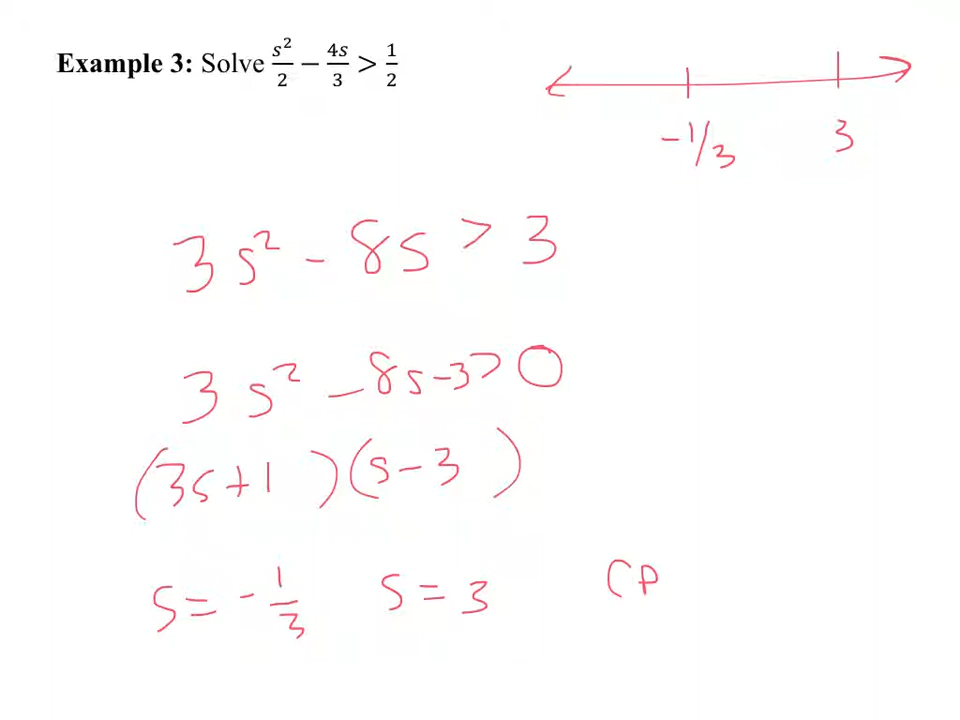 Example 3: Solve s²/2 − 4s/3 > 1/2
-1/3 3
3s² - 8s > 3
3s² - 8s - 3 > 0
(3s + 1 )(s - 3 )
s = - 1/3 s = 3 CP